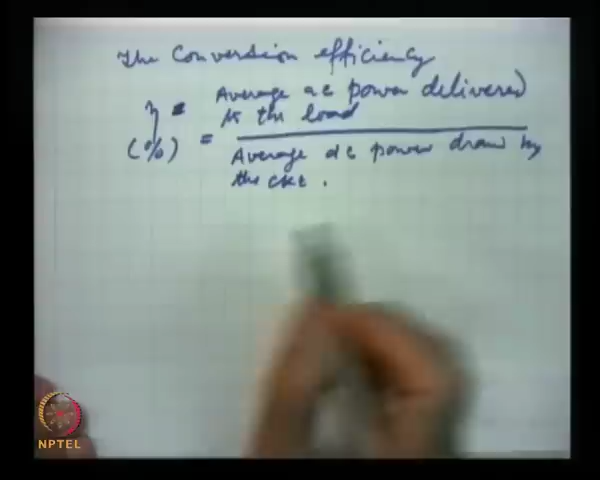 The Conversion efficiency
η = Average ac power delivered
to the load
(%) =
Average dc power drawn by
the ckt.
NPTEL